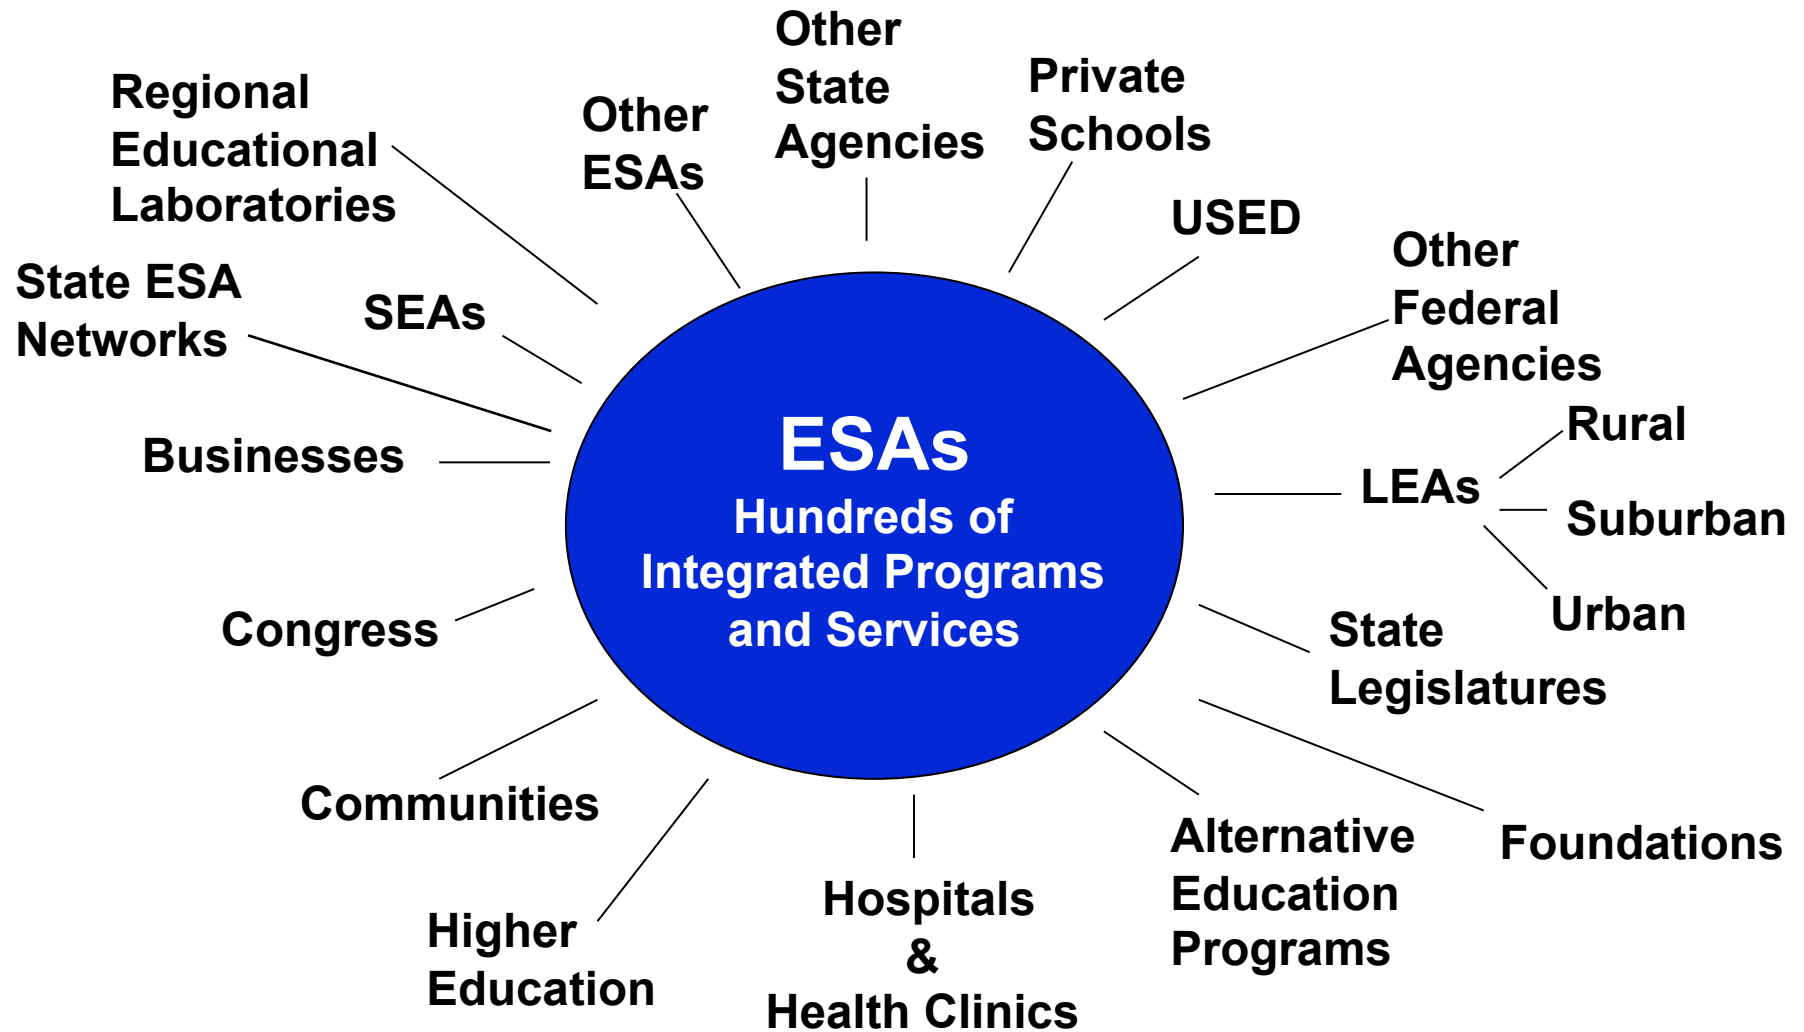 Other
State
Agencies
Private
Schools
Regional
Educational
Laboratories
Other
ESAs
USED
Other
Federal
Agencies
State ESA
Networks
SEAs
Businesses
ESAs
Hundreds of
Integrated Programs
and Services
Rural
LEAs
Suburban
Urban
Congress
State
Legislatures
Communities
Alternative
Education
Programs
Foundations
Higher
Education
Hospitals
&
Health Clinics